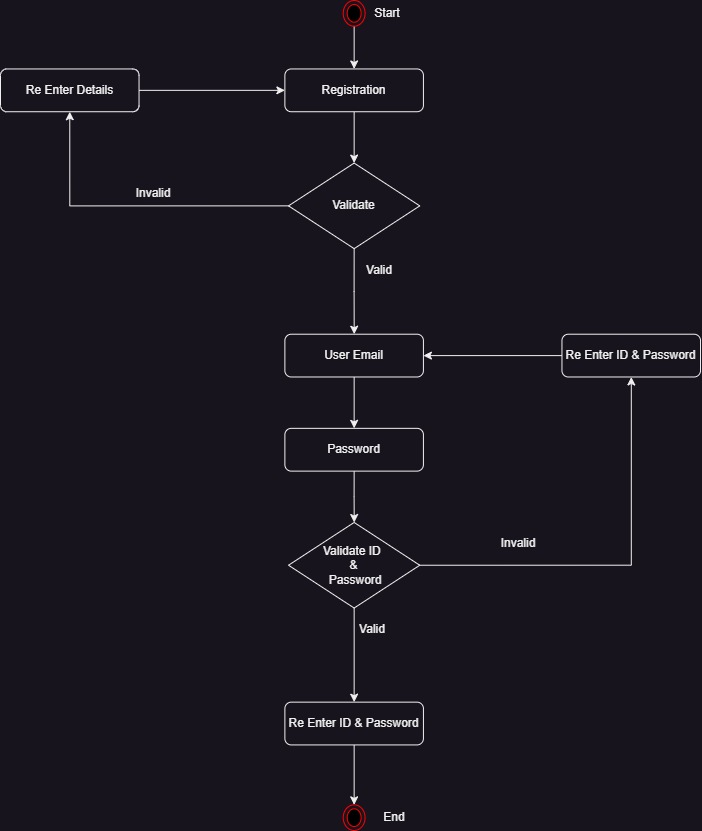 Start
Re Enter Details
Registration
Invalid
Validate
Valid
User Email
Re Enter ID & Password
Password
Validate ID
&
Password
Invalid
Valid
Re Enter ID & Password
End